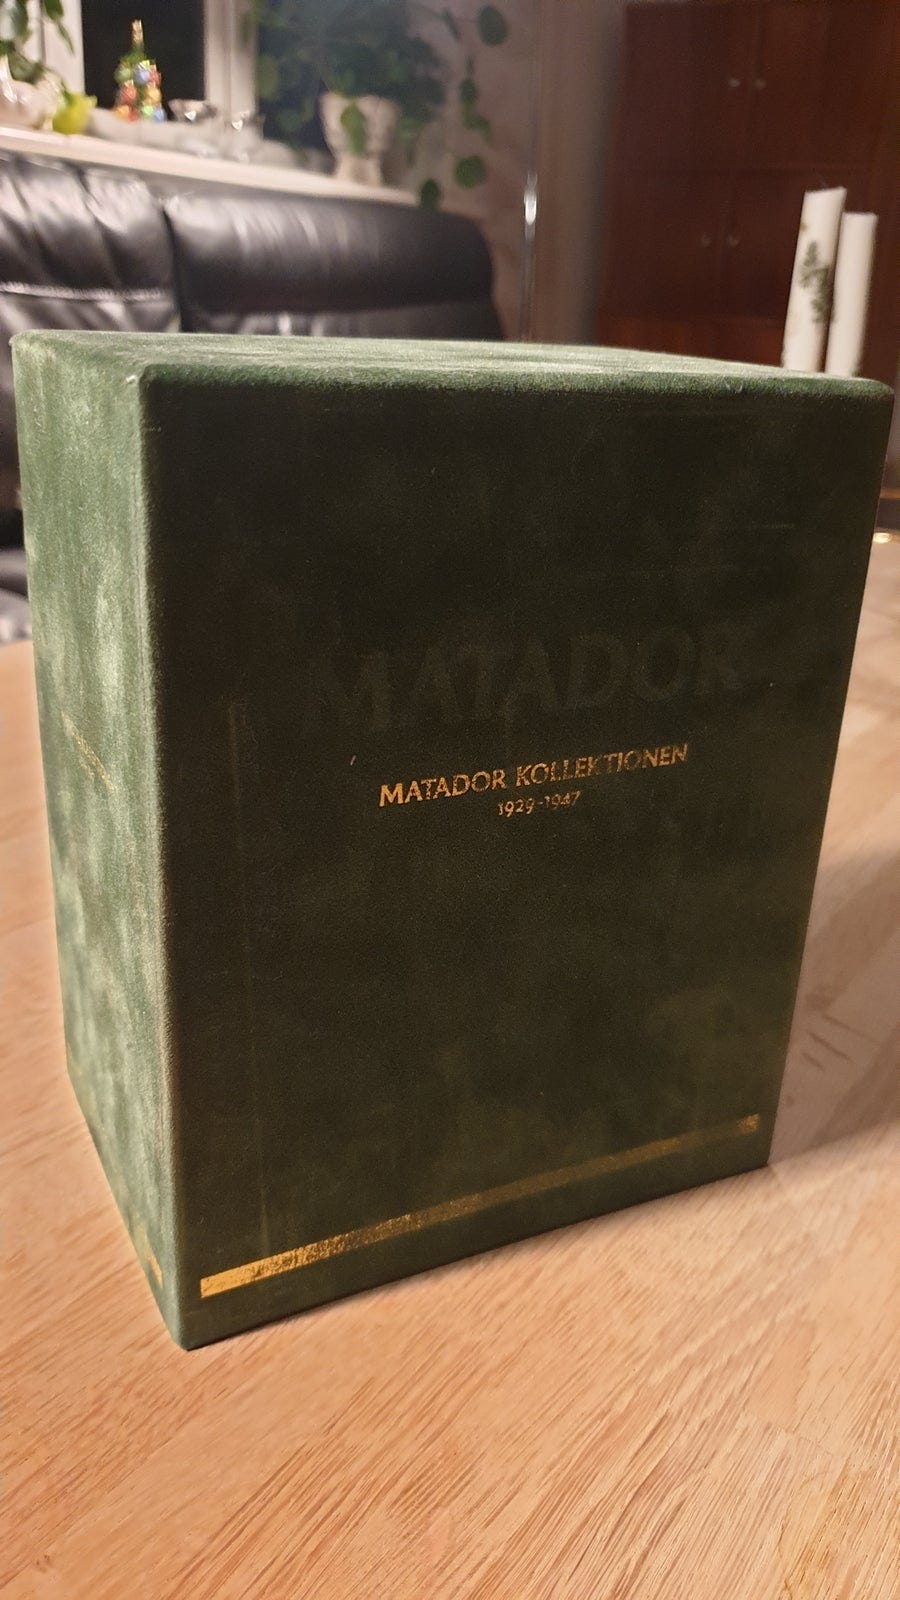 MATADOR
MATADOR KOLLEKTIONEN
1929-1947